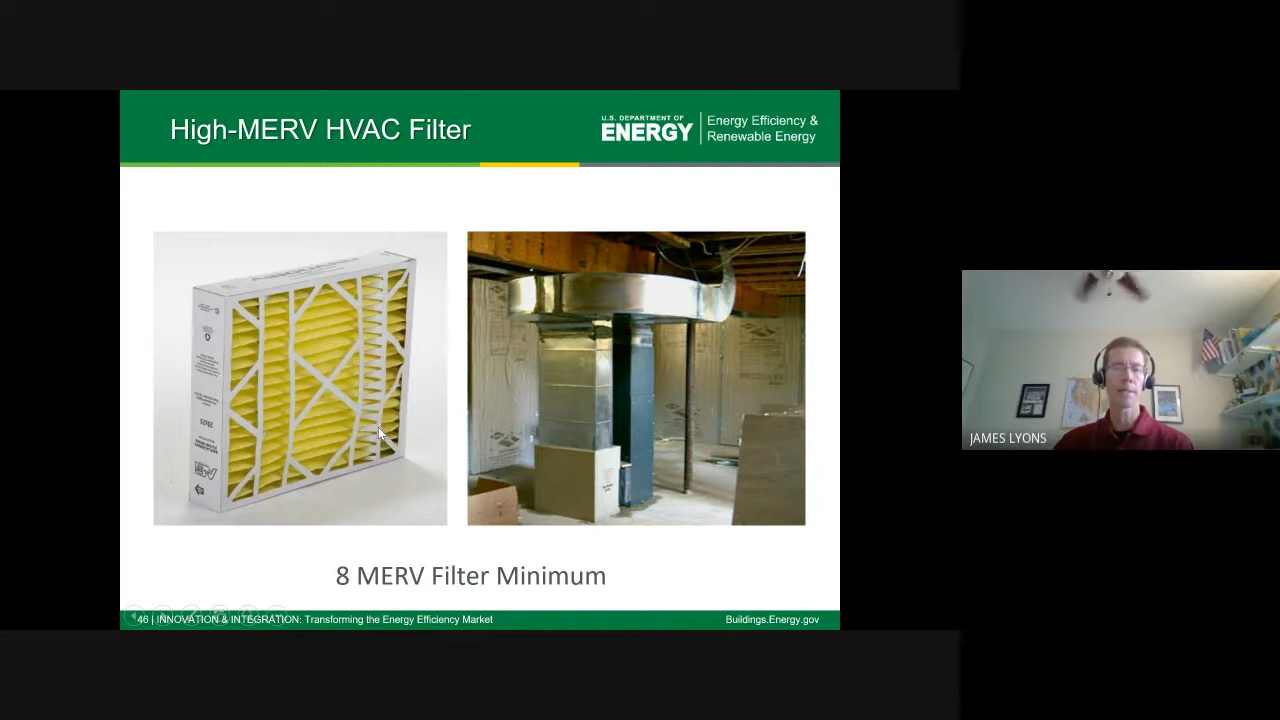 High-MERV HVAC Filter
U.S. DEPARTMENT OF
ENERGY
Energy Efficiency &
Renewable Energy
20x25
8 MERV Filter Minimum
46 | INNOVATION & INTEGRATION: Transforming the Energy Efficiency Market
Buildings.Energy.gov
JAMES LYONS